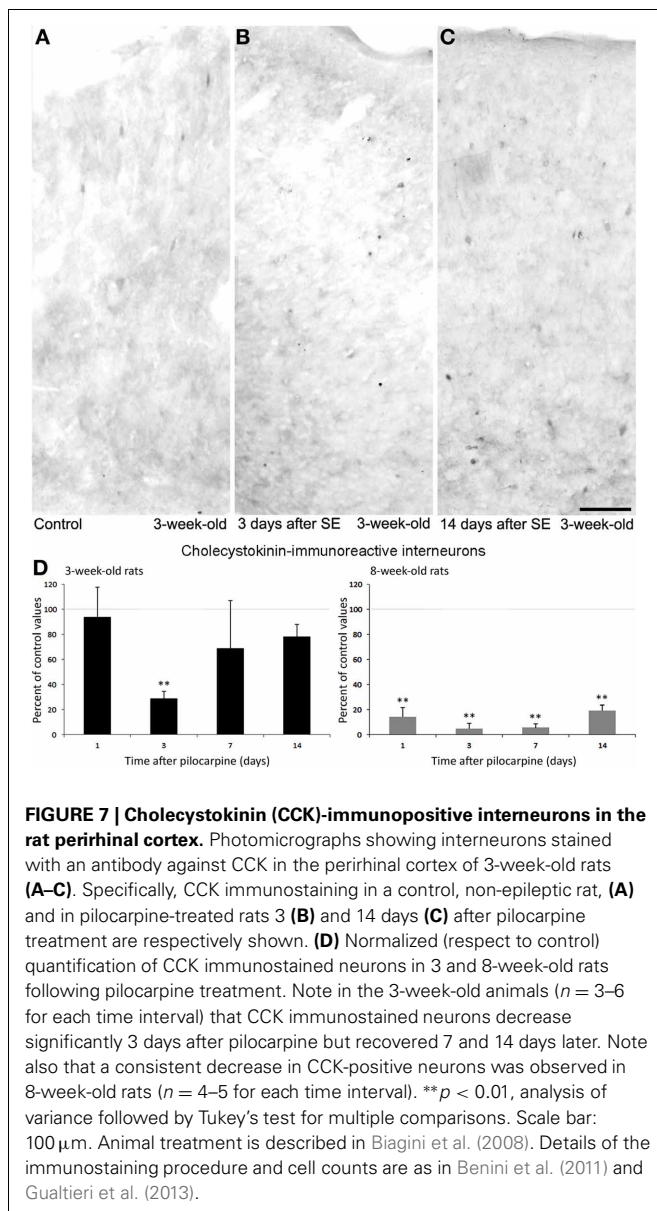 A
B
C
Control 3-week-old
3 days after SE 3-week-old
14 days after SE 3-week-old
Cholecystokinin-immunoreactive interneurons
D
3-week-old rats
Percent of control values
120
100
80
60
40
20
0
**
1 3 7 14
Time after pilocarpine (days)
8-week-old rats
Percent of control values
120
100
80
60
40
20
0
** ** ** **
1 3 7 14
Time after pilocarpine (days)
FIGURE 7 | Cholecystokinin (CCK)-immunopositive interneurons in the
rat perirhinal cortex. Photomicrographs showing interneurons stained
with an antibody against CCK in the perirhinal cortex of 3-week-old rats
(A–C). Specifically, CCK immunostaining in a control, non-epileptic rat, (A)
and in pilocarpine-treated rats 3 (B) and 14 days (C) after pilocarpine
treatment are respectively shown. (D) Normalized (respect to control)
quantification of CCK immunostained neurons in 3 and 8-week-old rats
following pilocarpine treatment. Note in the 3-week-old animals (n = 3–6
for each time interval) that CCK immunostained neurons decrease
significantly 3 days after pilocarpine but recovered 7 and 14 days later. Note
also that a consistent decrease in CCK-positive neurons was observed in
8-week-old rats (n = 4–5 for each time interval). **p < 0.01, analysis of
variance followed by Tukey's test for multiple comparisons. Scale bar:
100 μm. Animal treatment is described in Biagini et al. (2008). Details of the
immunostaining procedure and cell counts are as in Benini et al. (2011) and
Gualtieri et al. (2013).